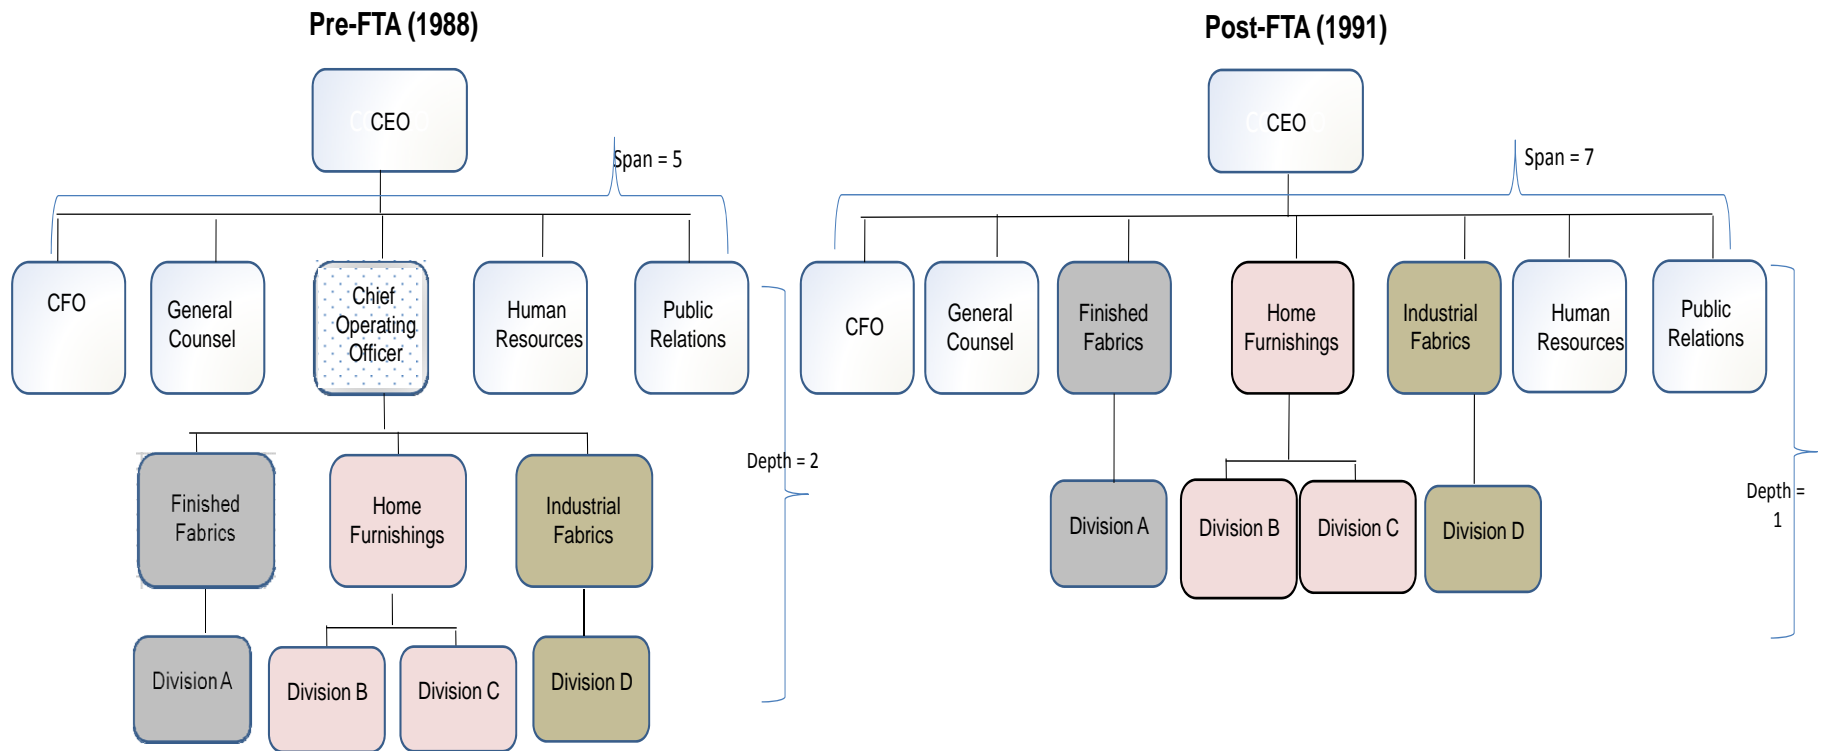 Pre-FTA (1988)
CEO
Span = 5
CFO
General
Counsel
Chief
Operating
Officer
Human
Resources
Public
Relations
Depth = 2
Finished
Fabrics
Home
Furnishings
Industrial
Fabrics
Division A
Division B
Division C
Division D
Post-FTA (1991)
CEO
Span = 7
CFO
General
Counsel
Finished
Fabrics
Home
Furnishings
Industrial
Fabrics
Human
Resources
Public
Relations
Depth =
1
Division A
Division B
Division C
Division D